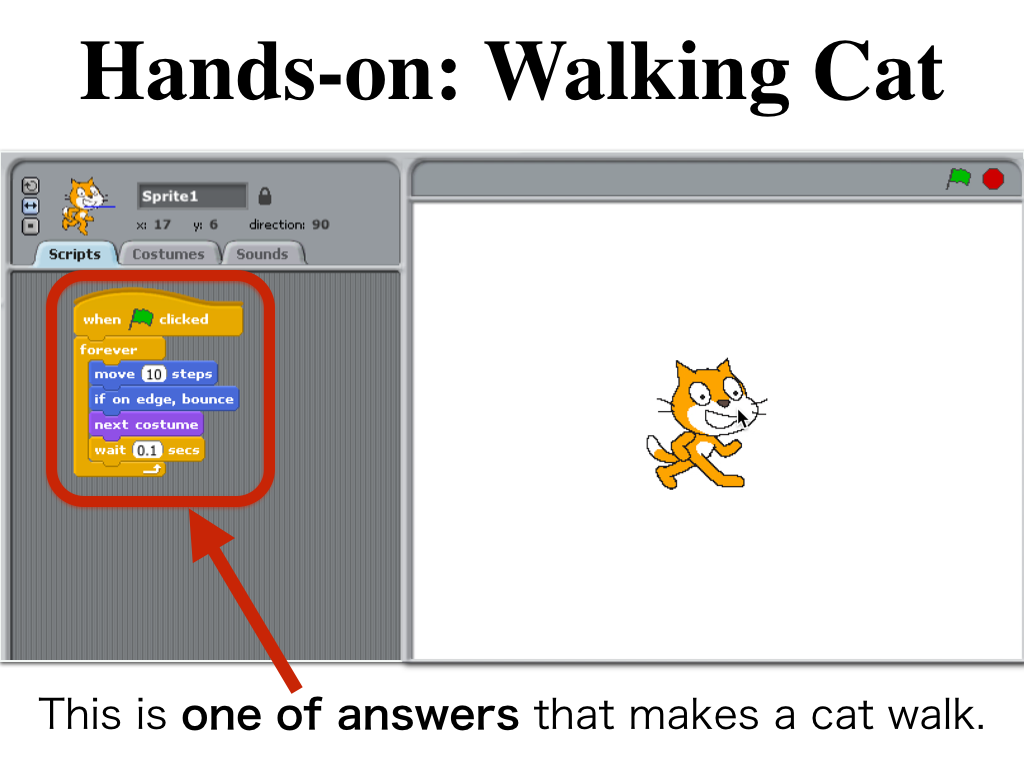 Hands-on: Walking Cat
Sprite1
x: 17 y: 6 direction: 90
Scripts Costumes Sounds
when clicked
forever
move 10 steps
if on edge, bounce
next costume
wait 0.1 secs
This is one of answers that makes a cat walk.